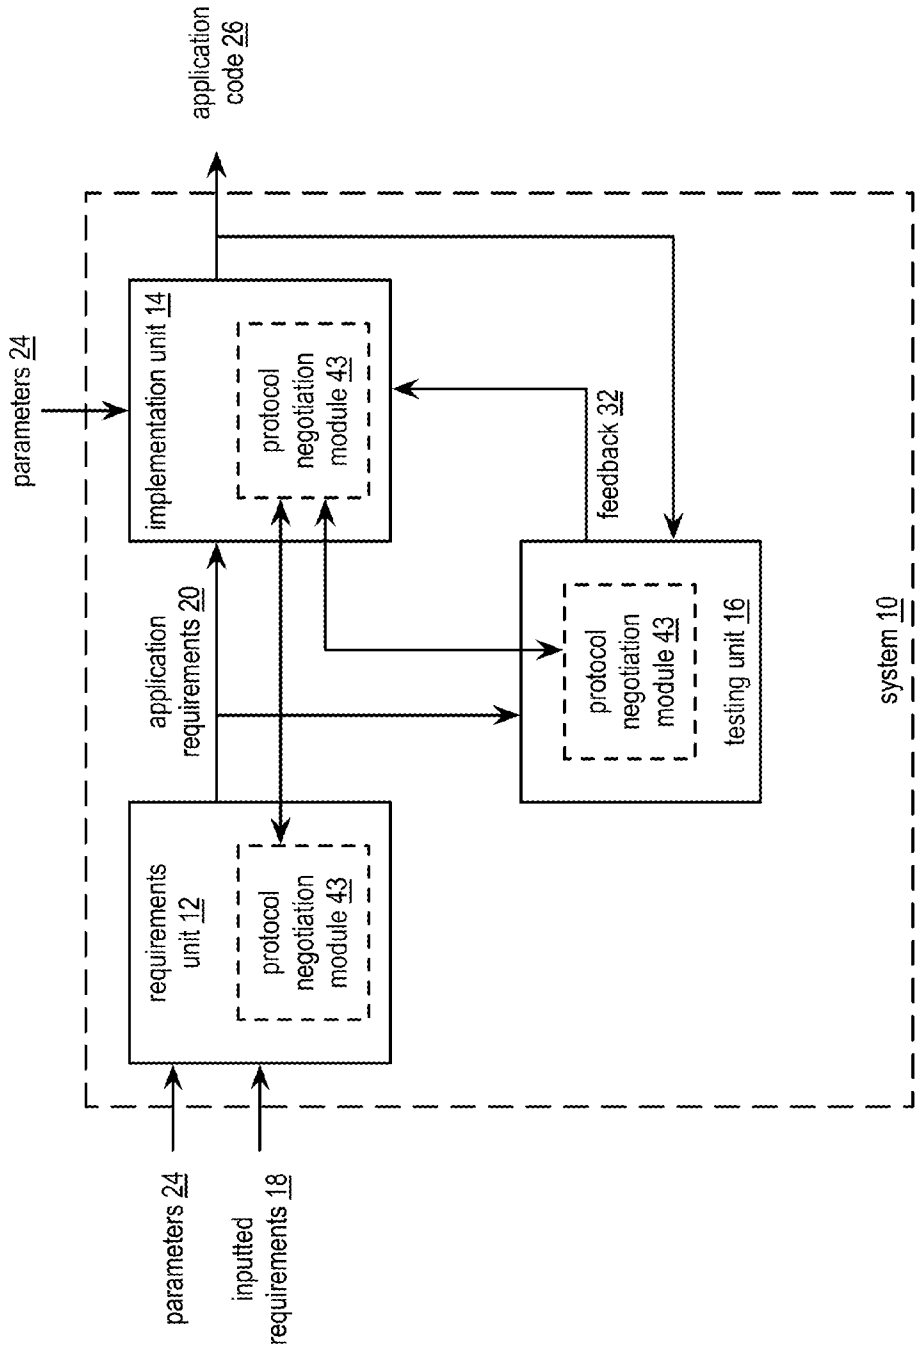 parameters 24
inputted
requirements 18
requirements
unit 12
protocol
negotiation
module 43
application
requirements 20
parameters 24
implementation unit 14
protocol
negotiation
module 43
application
code 26
feedback 32
protocol
negotiation
module 43
testing unit 16
system 10